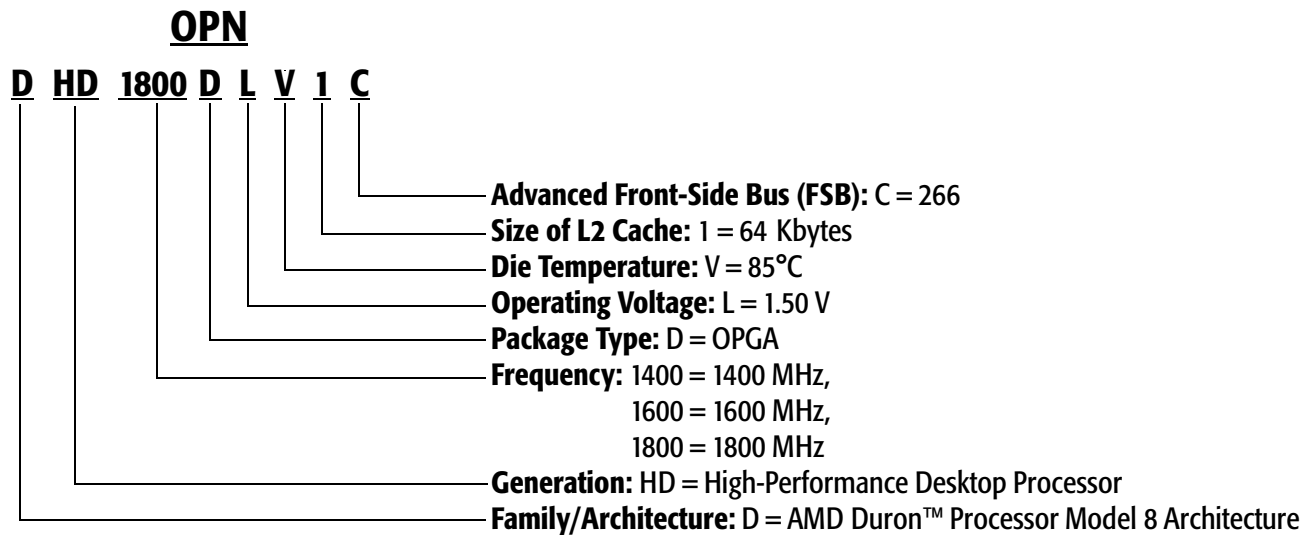 OPN
D HD 1800 D L V 1 C
Advanced Front-Side Bus (FSB): C = 266
Size of L2 Cache: 1 = 64 Kbytes
Die Temperature: V = 85°C
Operating Voltage: L = 1.50 V
Package Type: D = OPGA
Frequency: 1400 = 1400 MHz,
1600 = 1600 MHz,
1800 = 1800 MHz
Generation: HD = High-Performance Desktop Processor
Family/Architecture: D = AMD Duron™ Processor Model 8 Architecture